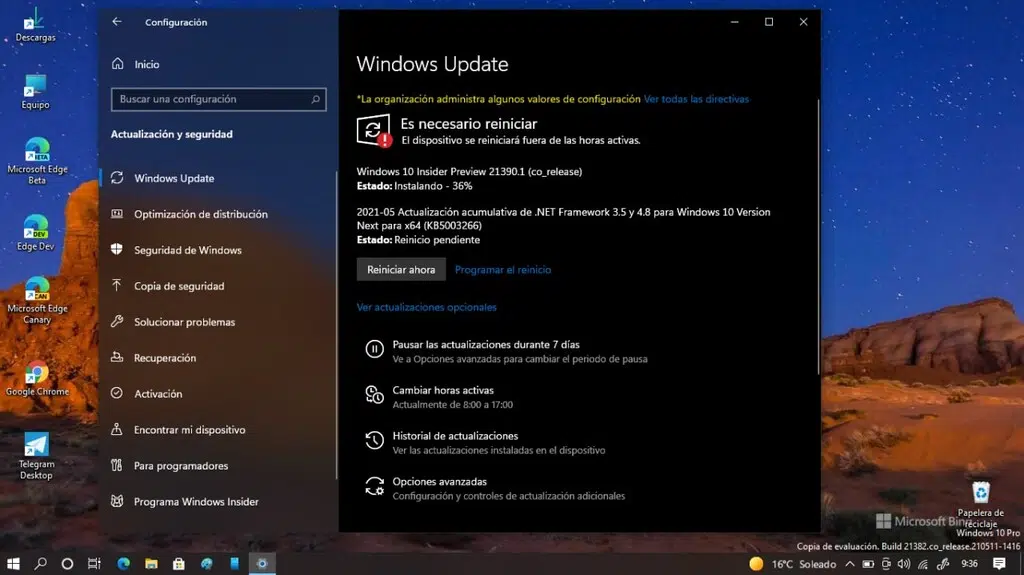 Descargas
Equipo
Microsoft Edge
Beta
Edge Dev
Microsoft Edge
Canary
Google Chrome
Telegram
Desktop
Configuración
Inicio
Buscar una configuración
Actualización y seguridad
Windows Update
Optimización de distribución
Seguridad de Windows
Copia de seguridad
Solucionar problemas
Recuperación
Activación
Encontrar mi dispositivo
Para programadores
Programa Windows Insider
Windows Update
*La organización administra algunos valores de configuración Ver todas las directivas
Es necesario reiniciar
El dispositivo se reiniciará fuera de las horas activas.
Windows 10 Insider Preview 21390.1 (co_release)
Estado: Instalando - 36%
2021-05 Actualización acumulativa de .NET Framework 3.5 y 4.8 para Windows 10 Version
Next para x64 (KB5003266)
Estado: Reinicio pendiente
Reiniciar ahora Programar el reinicio
Ver actualizaciones opcionales
Pausar las actualizaciones durante 7 días
Ve a Opciones avanzadas para cambiar el periodo de pausa
Cambiar horas activas
Actualmente de 8:00 a 17:00
Historial de actualizaciones
Ver las actualizaciones instaladas en el dispositivo
Opciones avanzadas
Configuración y controles de actualización adicionales
Papelera de
reciclaje
Microsoft Bing
Windows 10 Pro
Copia de evaluación. Build 21382.co_release.210511-1416
16°C Soleado
9:36
BETA
DEV
CAN